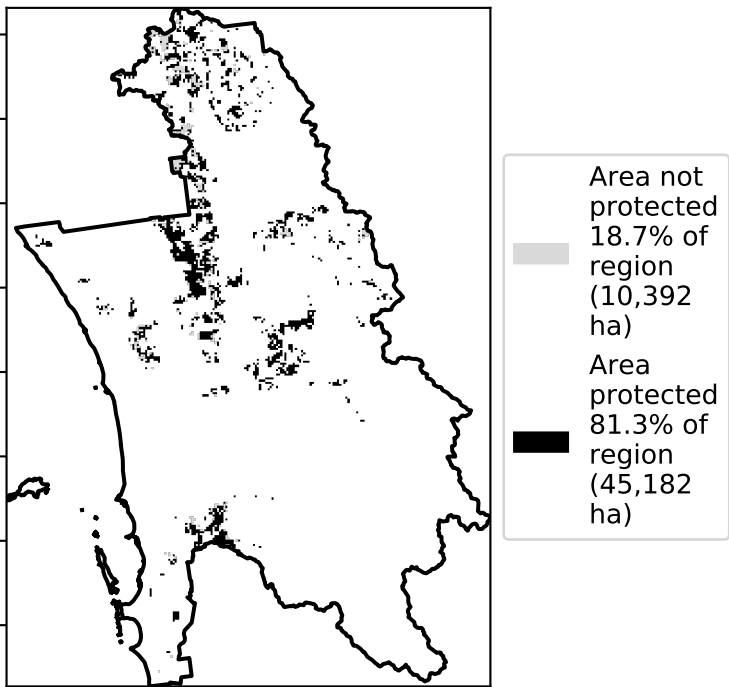 Area not
protected
18.7% of
region
(10,392
ha)
Area
protected
81.3% of
region
(45,182
ha)